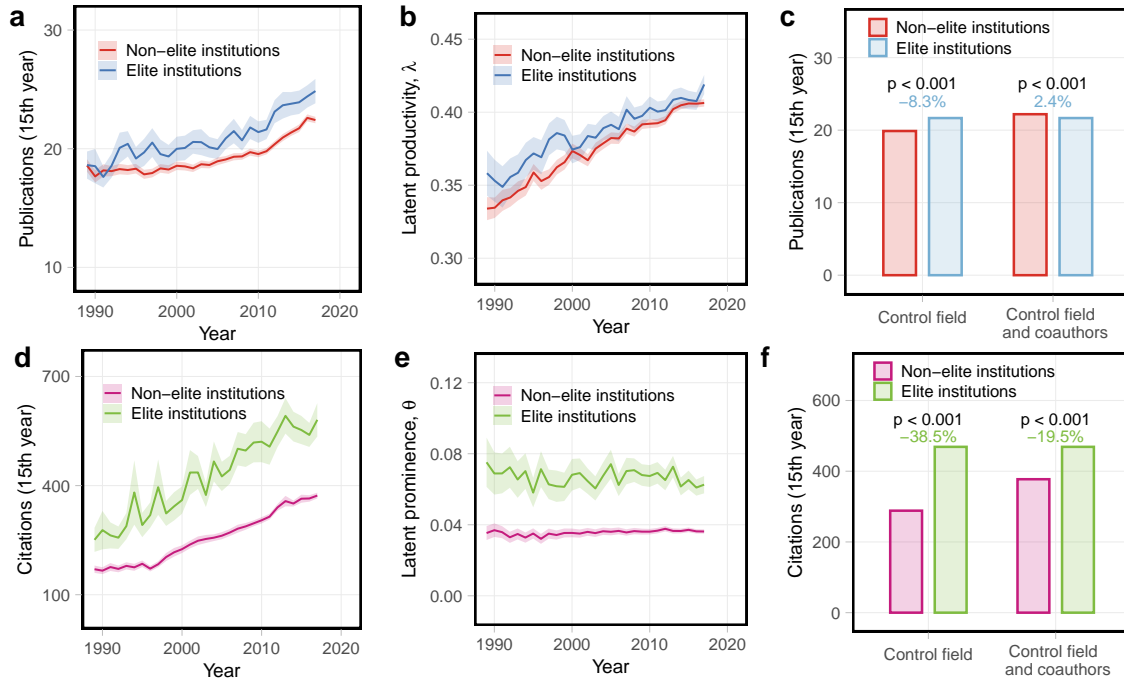 a
Publications (15th year)
30
20
10
Non−elite institutions
Elite institutions
1990
2000
2010
2020
Year
b
Latent productivity, λ
0.45
0.40
0.35
0.30
Non−elite institutions
Elite institutions
1990
2000
2010
2020
Year
c
Publications (15th year)
30
20
10
0
Non−elite institutions
Elite institutions
p < 0.001
−8.3%
p < 0.001
2.4%
Control field
Control field
and coauthors
d
Citations (15th year)
700
400
100
Non−elite institutions
Elite institutions
1990
2000
2010
2020
Year
e
Latent prominence, θ
0.12
0.08
0.04
0.00
Non−elite institutions
Elite institutions
1990
2000
2010
2020
Year
f
Citations (15th year)
600
400
200
0
Non−elite institutions
Elite institutions
p < 0.001
−38.5%
p < 0.001
−19.5%
Control field
Control field
and coauthors